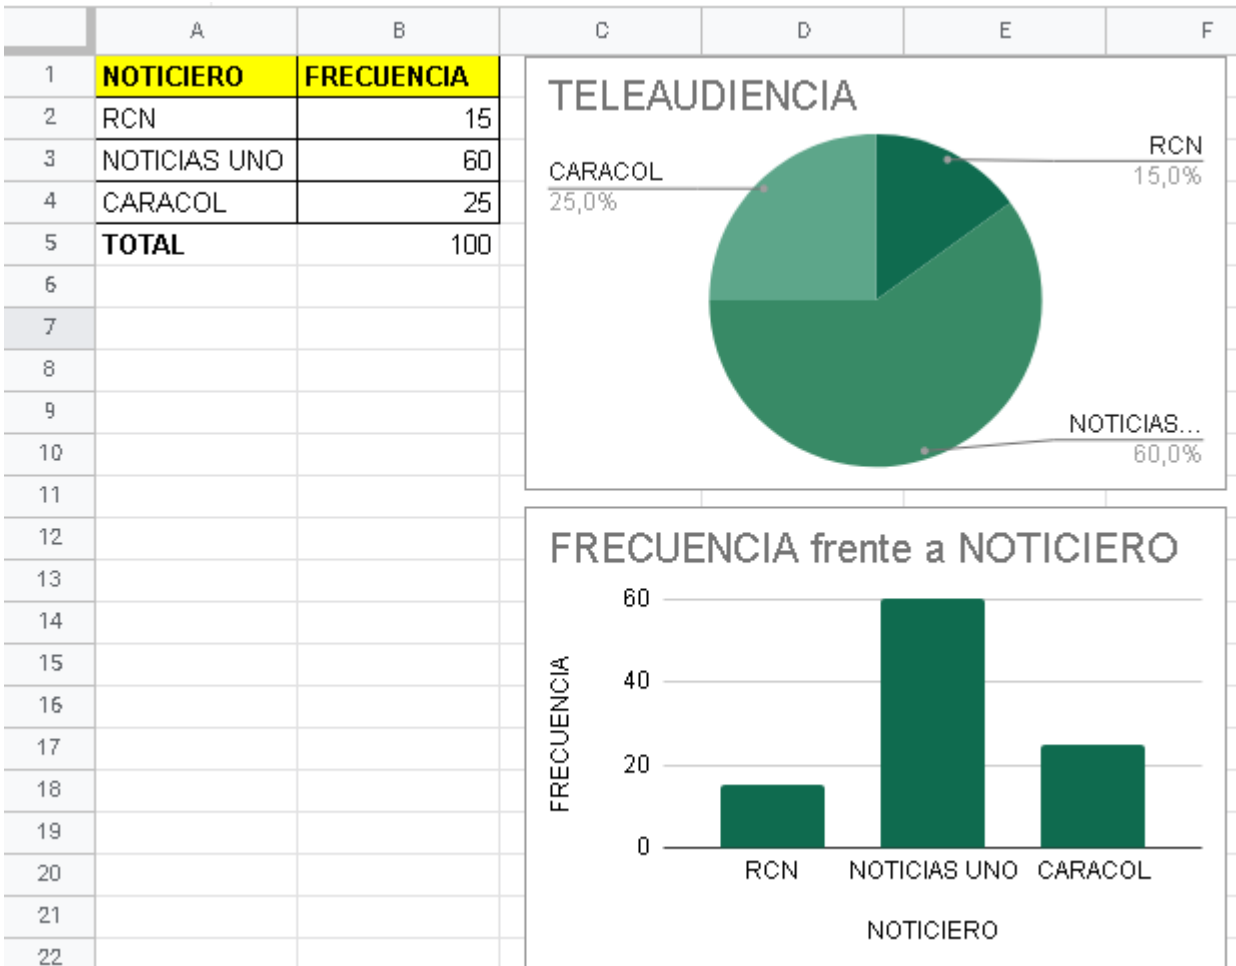 A B C D E F
1 NOTICIERO FRECUENCIA
2 RCN 15
3 NOTICIAS UNO 60
4 CARACOL 25
5 TOTAL 100
6
7
8
9
10
11
12
13
14
15
16
17
18
19
20
21
22
TELEAUDIENCIA
RCN
15,0%
CARACOL
25,0%
NOTICIAS...
60,0%
FRECUENCIA frente a NOTICIERO
60
40
20
0
FRECUENCIA
RCN NOTICIAS UNO CARACOL
NOTICIERO